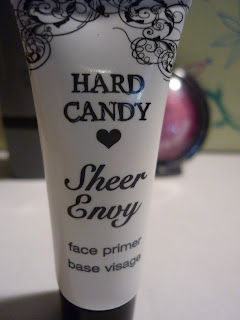 HARD
CANDY
Sheer
Envy
face primer
base visage